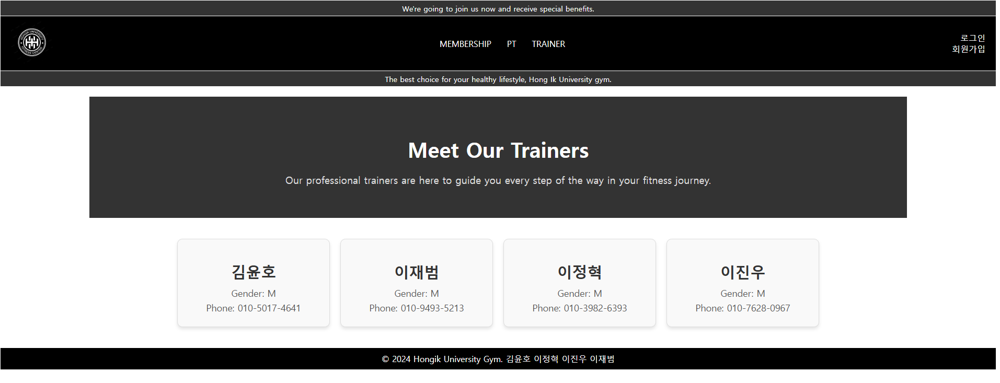 We're going to join us now and receive special benefits.
HONGIK UNIVERSITY
FITNESS CENTER
MEMBERSHIP PT TRAINER
로그인
회원가입
The best choice for your healthy lifestyle, Hong Ik University gym.
Meet Our Trainers
Our professional trainers are here to guide you every step of the way in your fitness journey.
김윤호
Gender: M
Phone: 010-5017-4641
이재범
Gender: M
Phone: 010-9493-5213
이정혁
Gender: M
Phone: 010-3982-6393
이진우
Gender: M
Phone: 010-7628-0967
© 2024 Hongik University Gym. 김윤호 이정혁 이진우 이재범